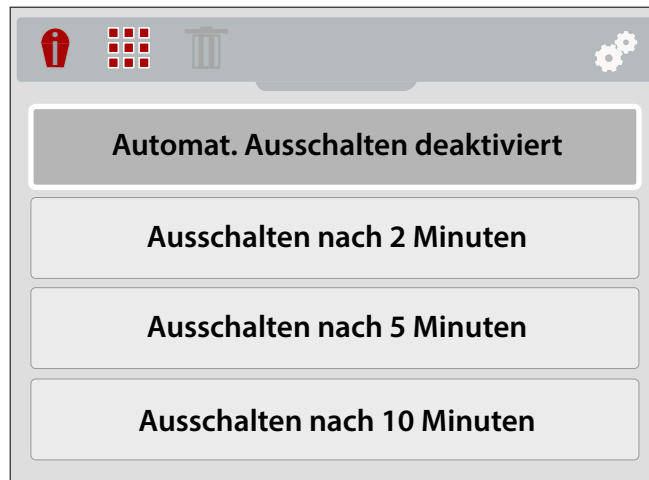 Automat. Ausschalten deaktiviert
Ausschalten nach 2 Minuten
Ausschalten nach 5 Minuten
Ausschalten nach 10 Minuten